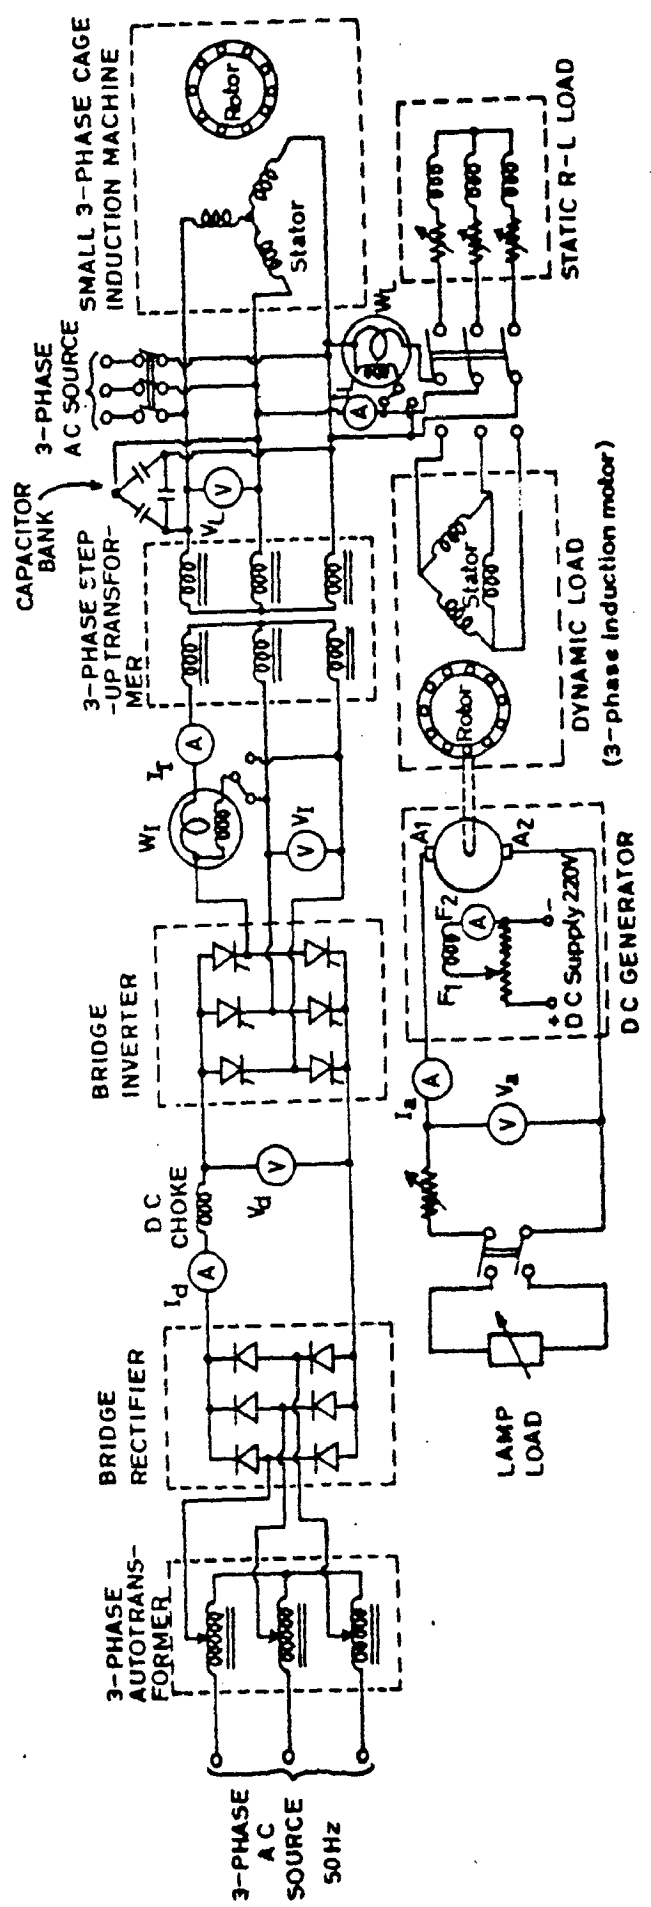 3-PHASE
AC
SOURCE
50Hz
3-PHASE
AUTOTRANS-
FORMER
BRIDGE
RECTIFIER
Id
A
DC
CHOKE
Vd
V
BRIDGE
INVERTER
WI
II
A
VI
V
3-PHASE STEP
-UP TRANSFOR-
MER
CAPACITOR
BANK
VL
V
3-PHASE
AC SOURCE
SMALL 3-PHASE CAGE
INDUCTION MACHINE
Rotor
Stator
WL
A
STATIC R-L LOAD
LAMP
LOAD
Ia
A
Va
V
F1
F2
A
A1
A2
+
-
DC Supply 220V
DC GENERATOR
Rotor
Stator
DYNAMIC LOAD
(3-phase induction motor)